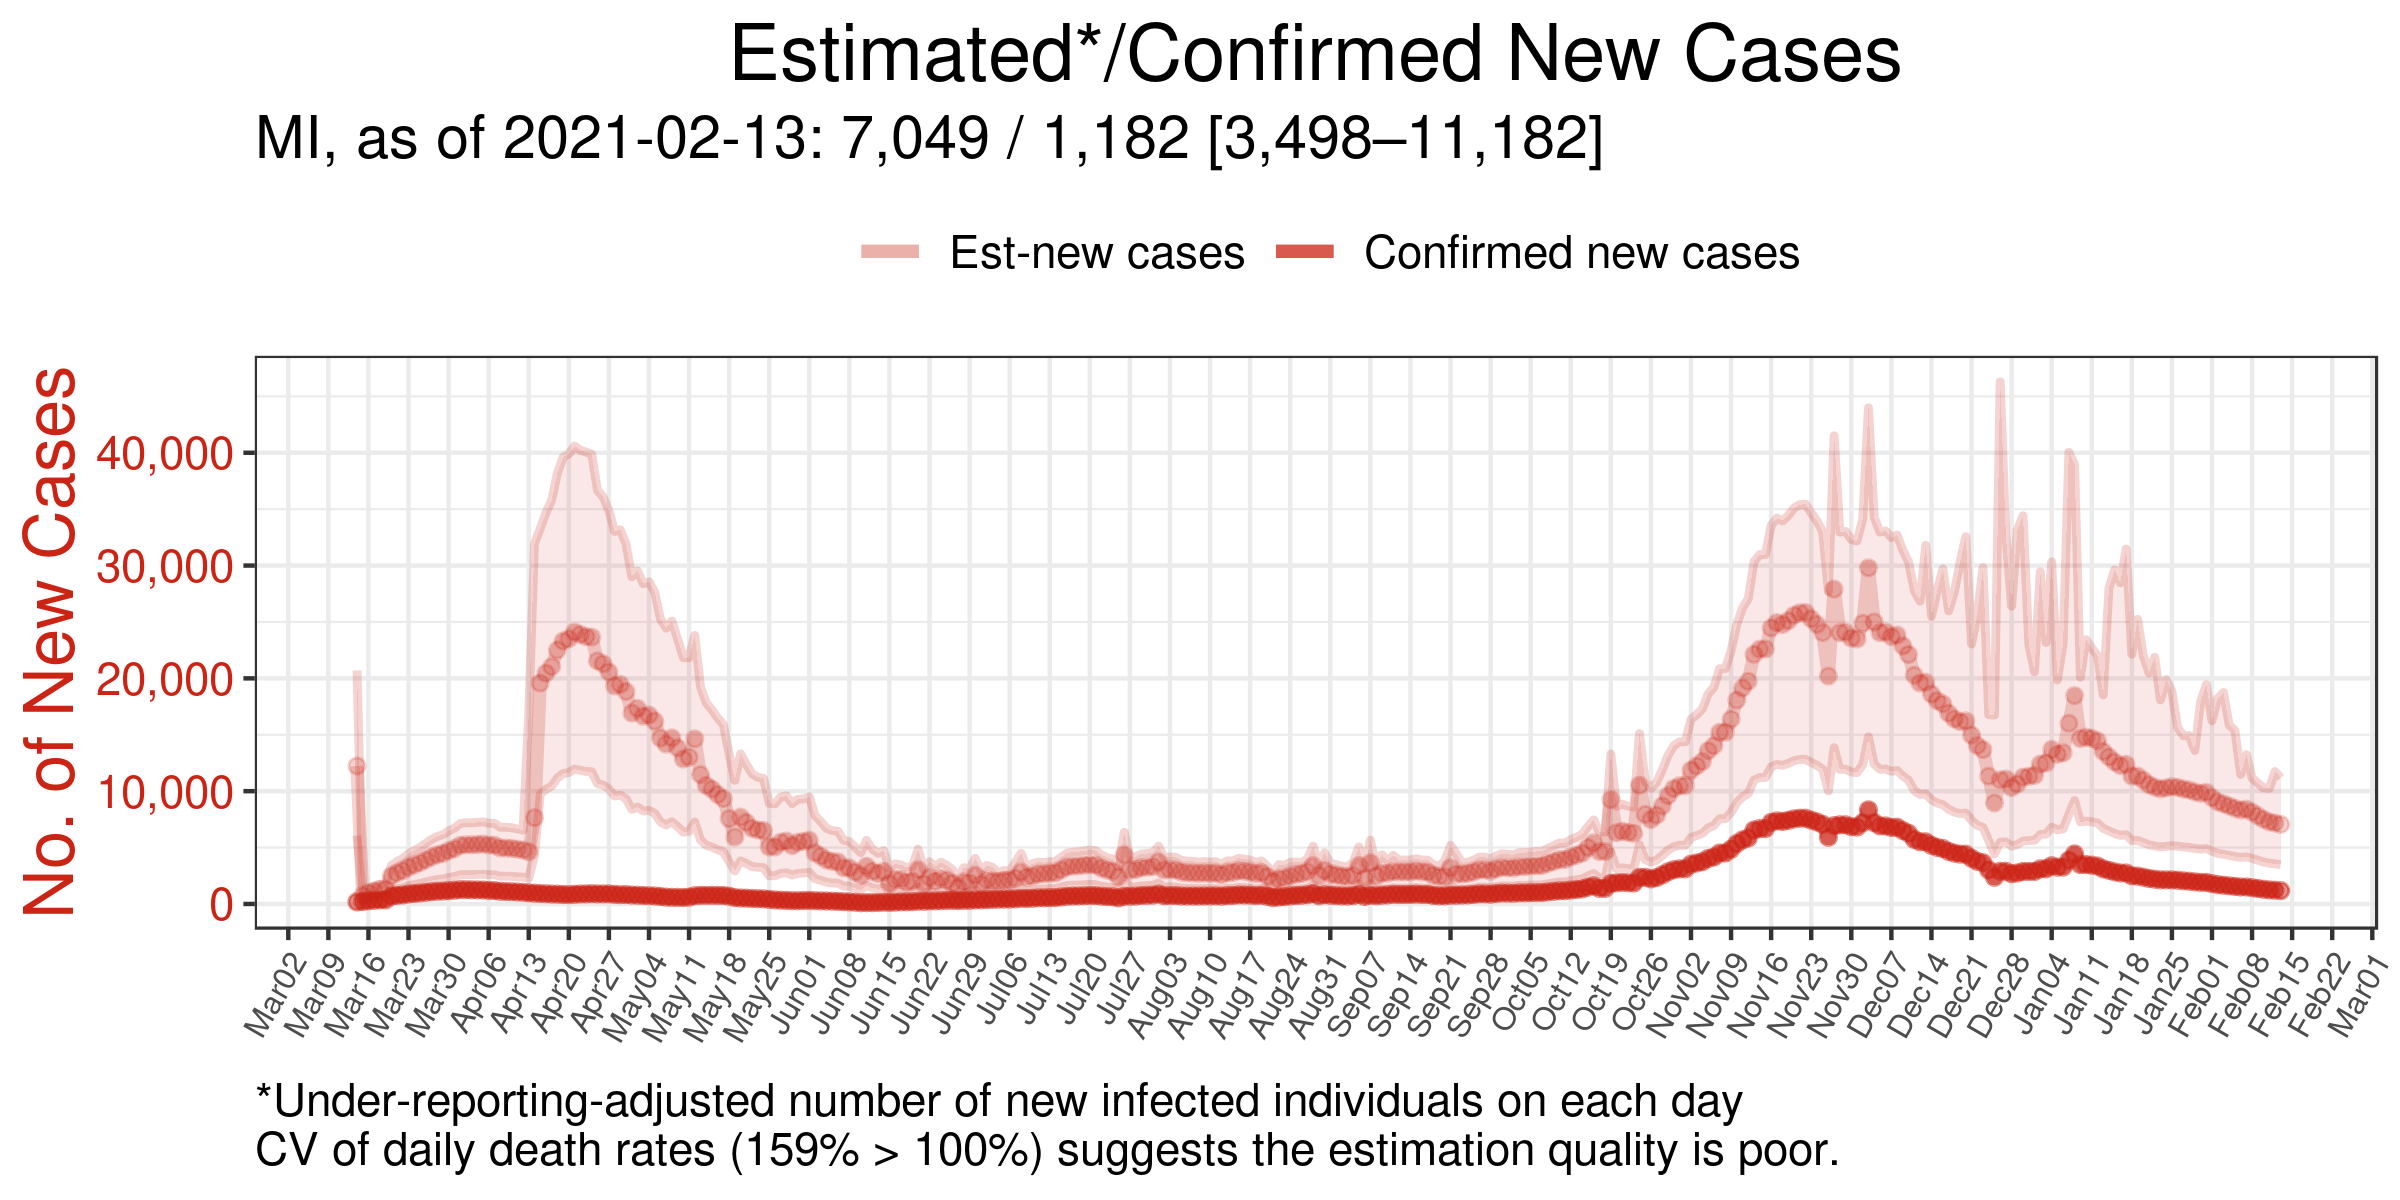 Estimated*/Confirmed New Cases
MI, as of 2021-02-13: 7,049 / 1,182 [3,498–11,182]
Est-new cases
Confirmed new cases
No. of New Cases
40,000
30,000
20,000
10,000
0
Mar02
Mar09
Mar16
Mar23
Mar30
Apr06
Apr13
Apr20
Apr27
May04
May11
May18
May25
Jun01
Jun08
Jun15
Jun22
Jun29
Jul06
Jul13
Jul20
Jul27
Aug03
Aug10
Aug17
Aug24
Aug31
Sep07
Sep14
Sep21
Sep28
Oct05
Oct12
Oct19
Oct26
Nov02
Nov09
Nov16
Nov23
Nov30
Dec07
Dec14
Dec21
Dec28
Jan04
Jan11
Jan18
Jan25
Feb01
Feb08
Feb15
Feb22
Mar01
*Under-reporting-adjusted number of new infected individuals on each day
CV of daily death rates (159% > 100%) suggests the estimation quality is poor.